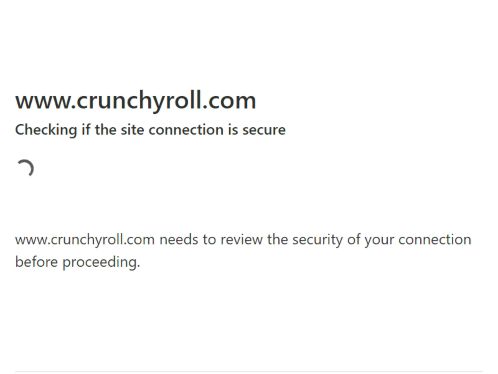 www.crunchyroll.com
Checking if the site connection is secure
www.crunchyroll.com needs to review the security of your connection
before proceeding.